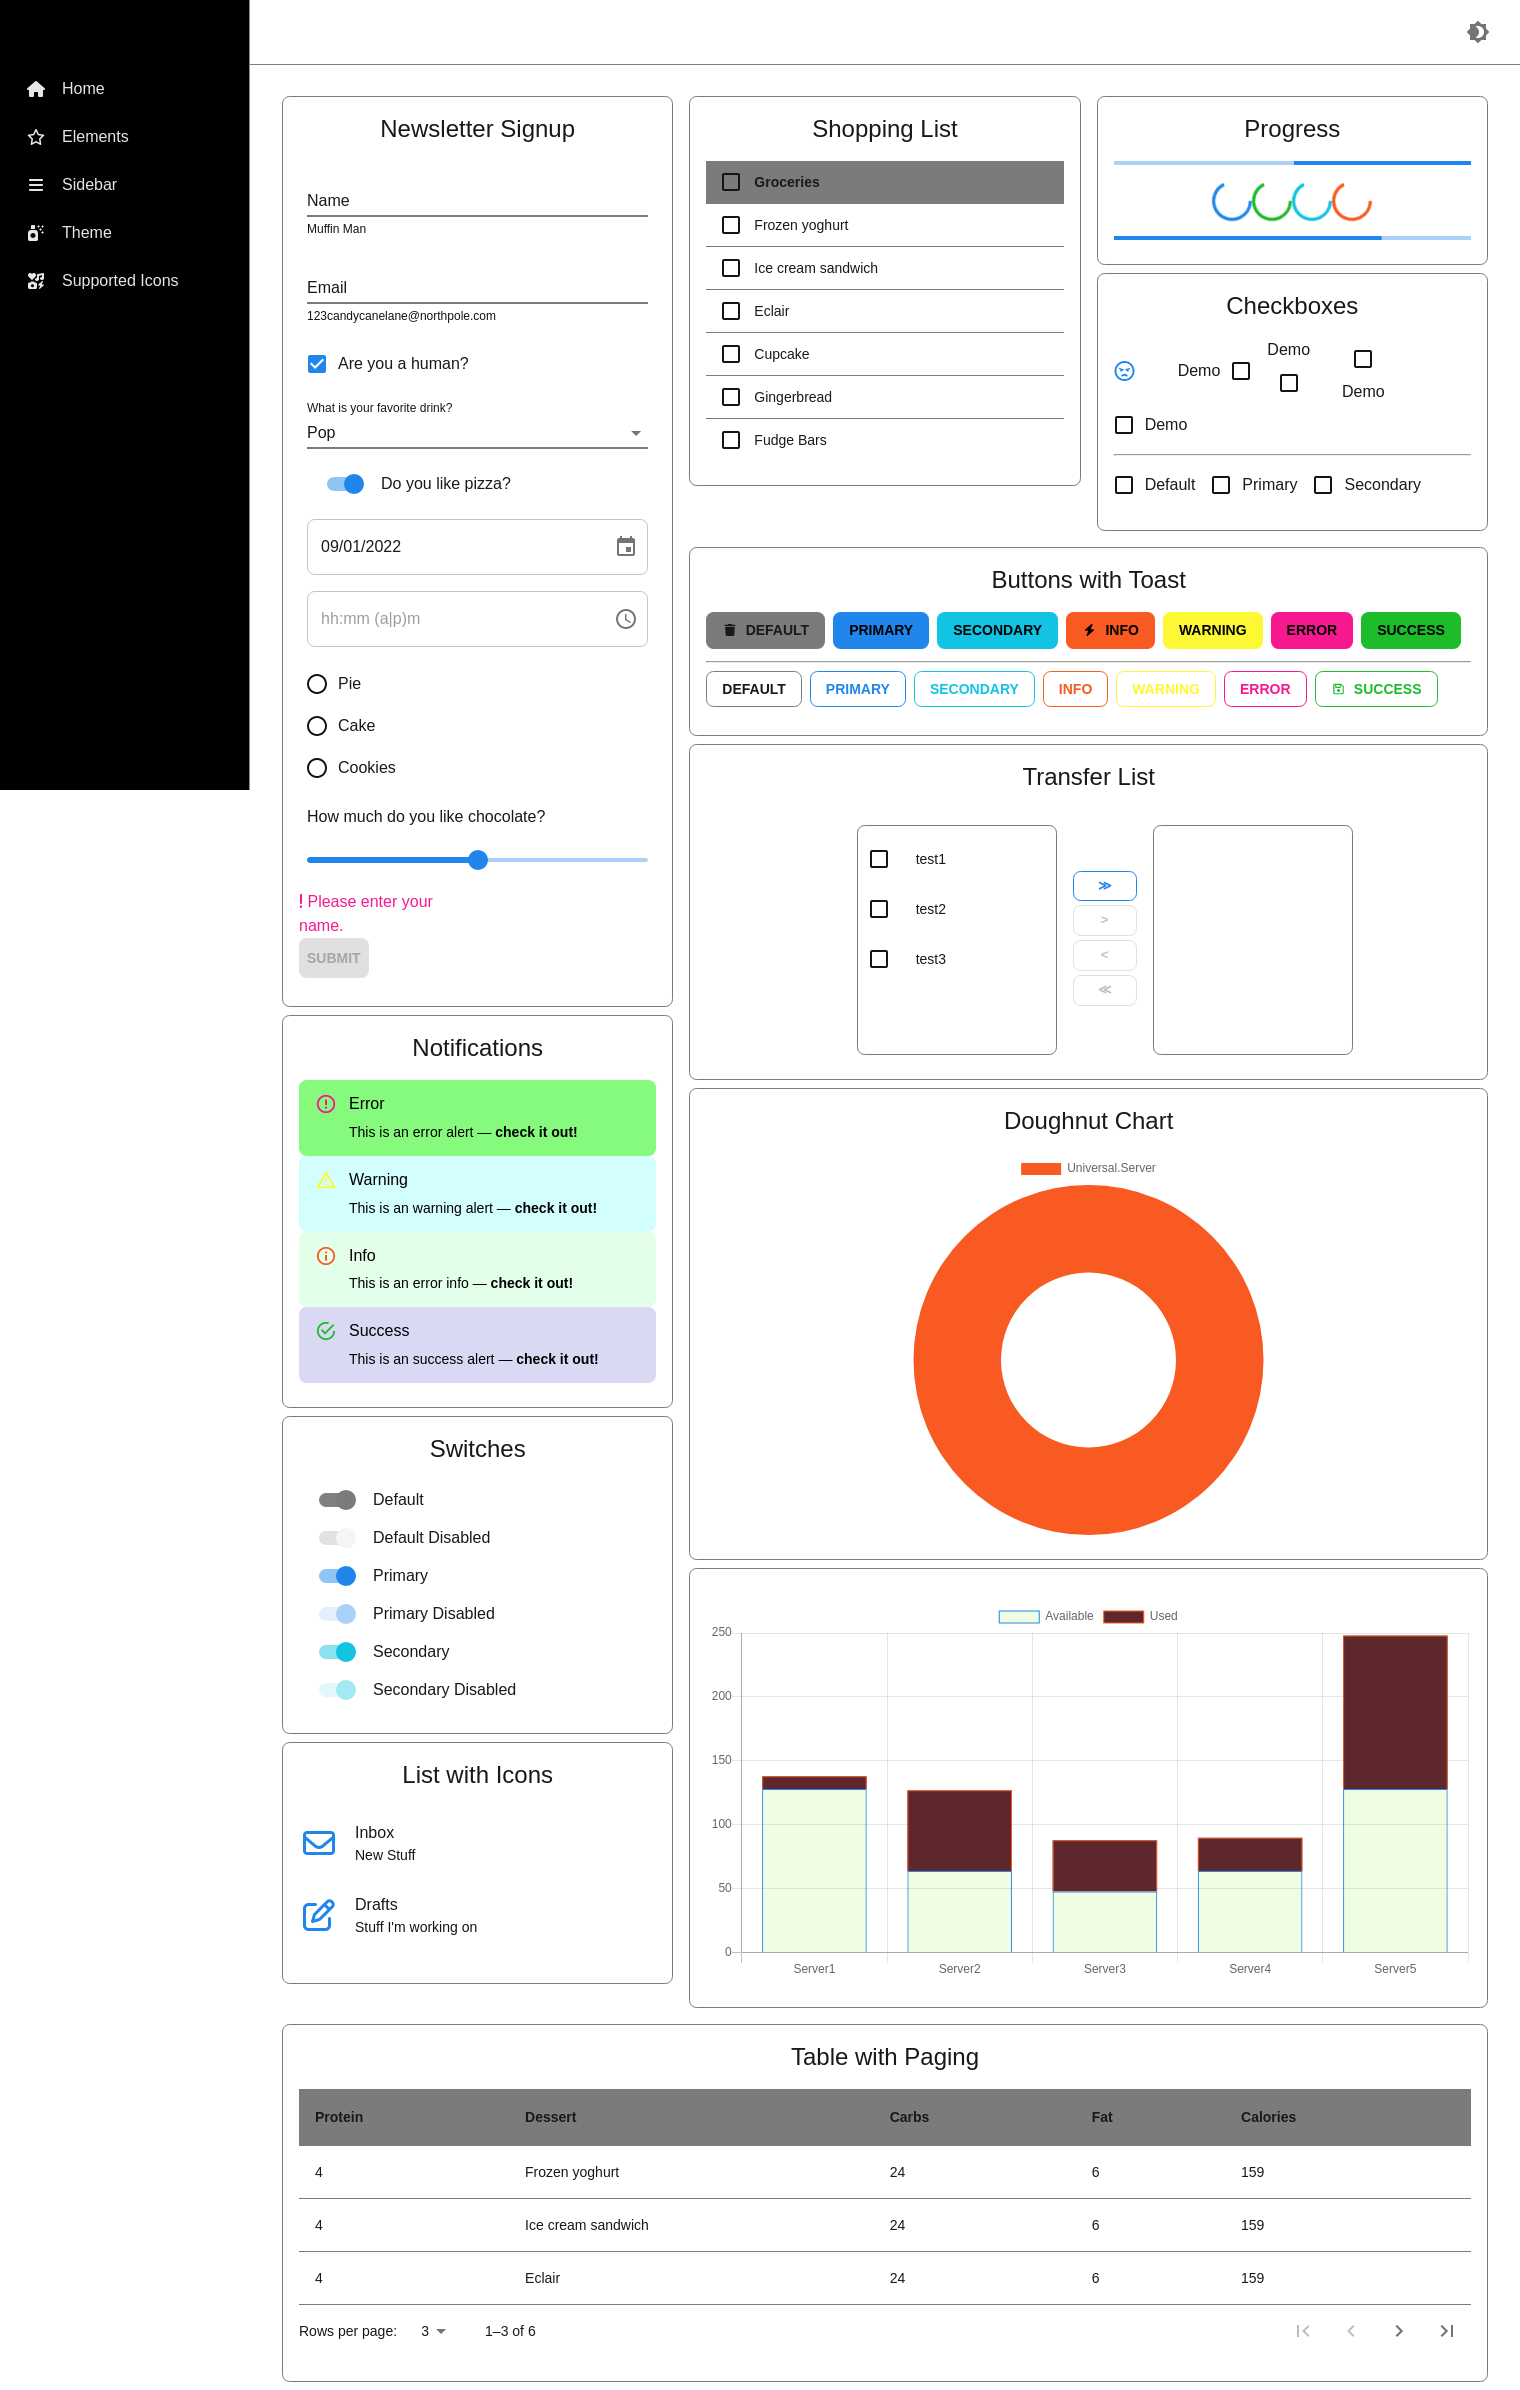 Home
Elements
Sidebar
Theme
Supported Icons
Newsletter Signup
Name
Muffin Man
Email
123candycanelane@northpole.com
Are you a human?
What is your favorite drink?
Pop
Do you like pizza?
09/01/2022
hh:mm (a|p)m
Pie
Cake
Cookies
How much do you like chocolate?
! Please enter your
name.
SUBMIT
Notifications
Error
This is an error alert — check it out!
Warning
This is an warning alert — check it out!
Info
This is an error info — check it out!
Success
This is an success alert — check it out!
Switches
Default
Default Disabled
Primary
Primary Disabled
Secondary
Secondary Disabled
List with Icons
Inbox
New Stuff
Drafts
Stuff I'm working on
Shopping List
Groceries
Frozen yoghurt
Ice cream sandwich
Eclair
Cupcake
Gingerbread
Fudge Bars
Progress
Checkboxes
Demo
Demo
Demo
Demo
Default Primary Secondary
Buttons with Toast
DEFAULT PRIMARY SECONDARY INFO WARNING ERROR SUCCESS
DEFAULT PRIMARY SECONDARY INFO WARNING ERROR SUCCESS
Transfer List
test1
test2
test3
≫
>
<
≪
Doughnut Chart
Universal.Server
Available Used
250
200
150
100
50
0
Server1 Server2 Server3 Server4 Server5
Table with Paging
Protein Dessert Carbs Fat Calories
4 Frozen yoghurt 24 6 159
4 Ice cream sandwich 24 6 159
4 Eclair 24 6 159
Rows per page: 3 1–3 of 6